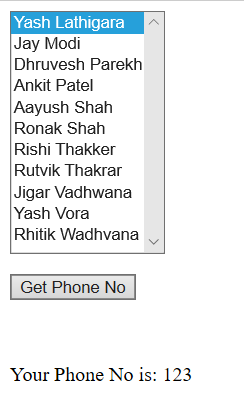 Yash Lathigara
Jay Modi
Dhruvesh Parekh
Ankit Patel
Aayush Shah
Ronak Shah
Rishi Thakker
Rutvik Thakrar
Jigar Vadhwana
Yash Vora
Rhitik Wadhvana
Get Phone No
Your Phone No is: 123